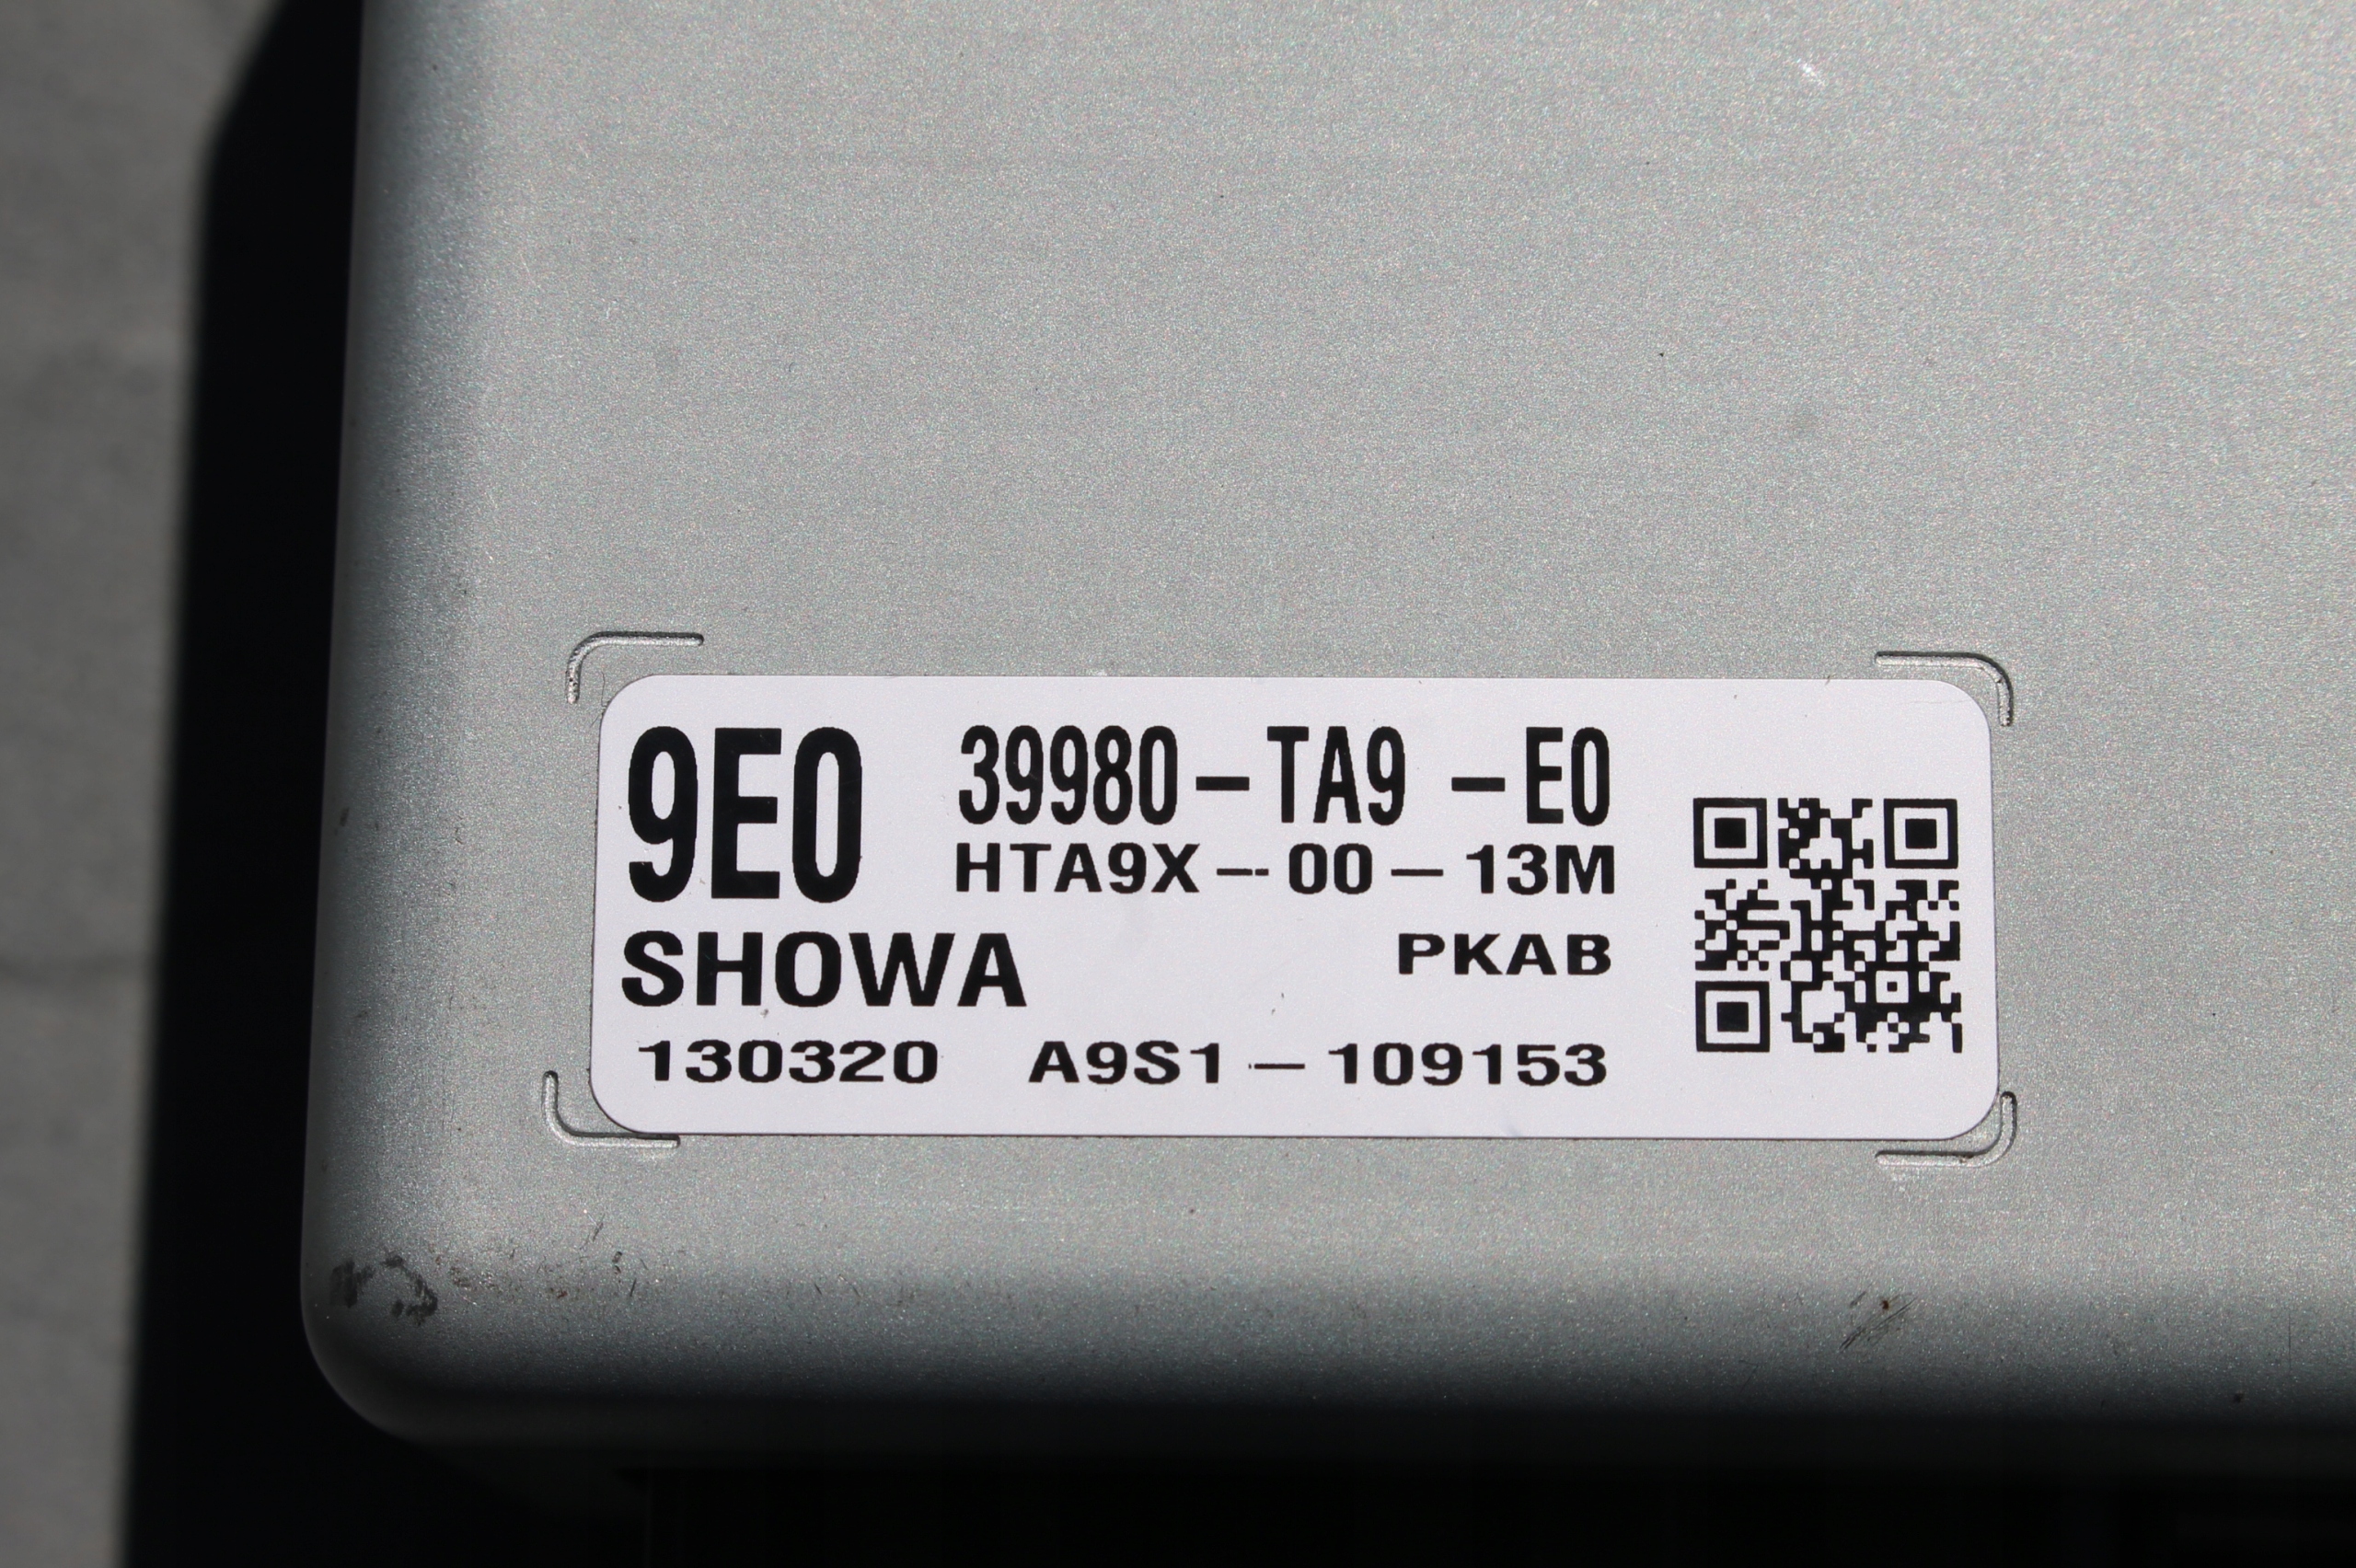 9E0 39980-TA9 -E0
HTA9X-00-13M
SHOWA PKAB
130320 A9S1-109153